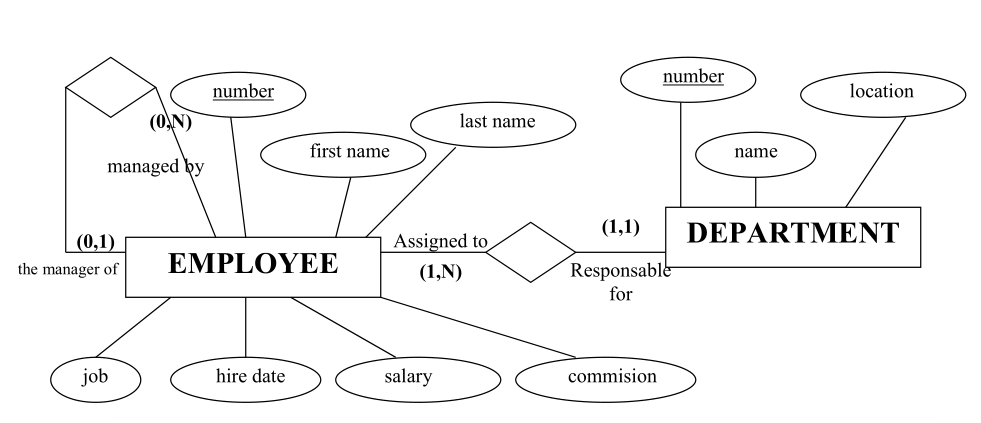 number
number
location
(0,N)
last name
first name
name
managed by
(0,1)
Assigned to
(1,1)
DEPARTMENT
the manager of
EMPLOYEE
(1,N)
Responsable
for
job
hire date
salary
commision